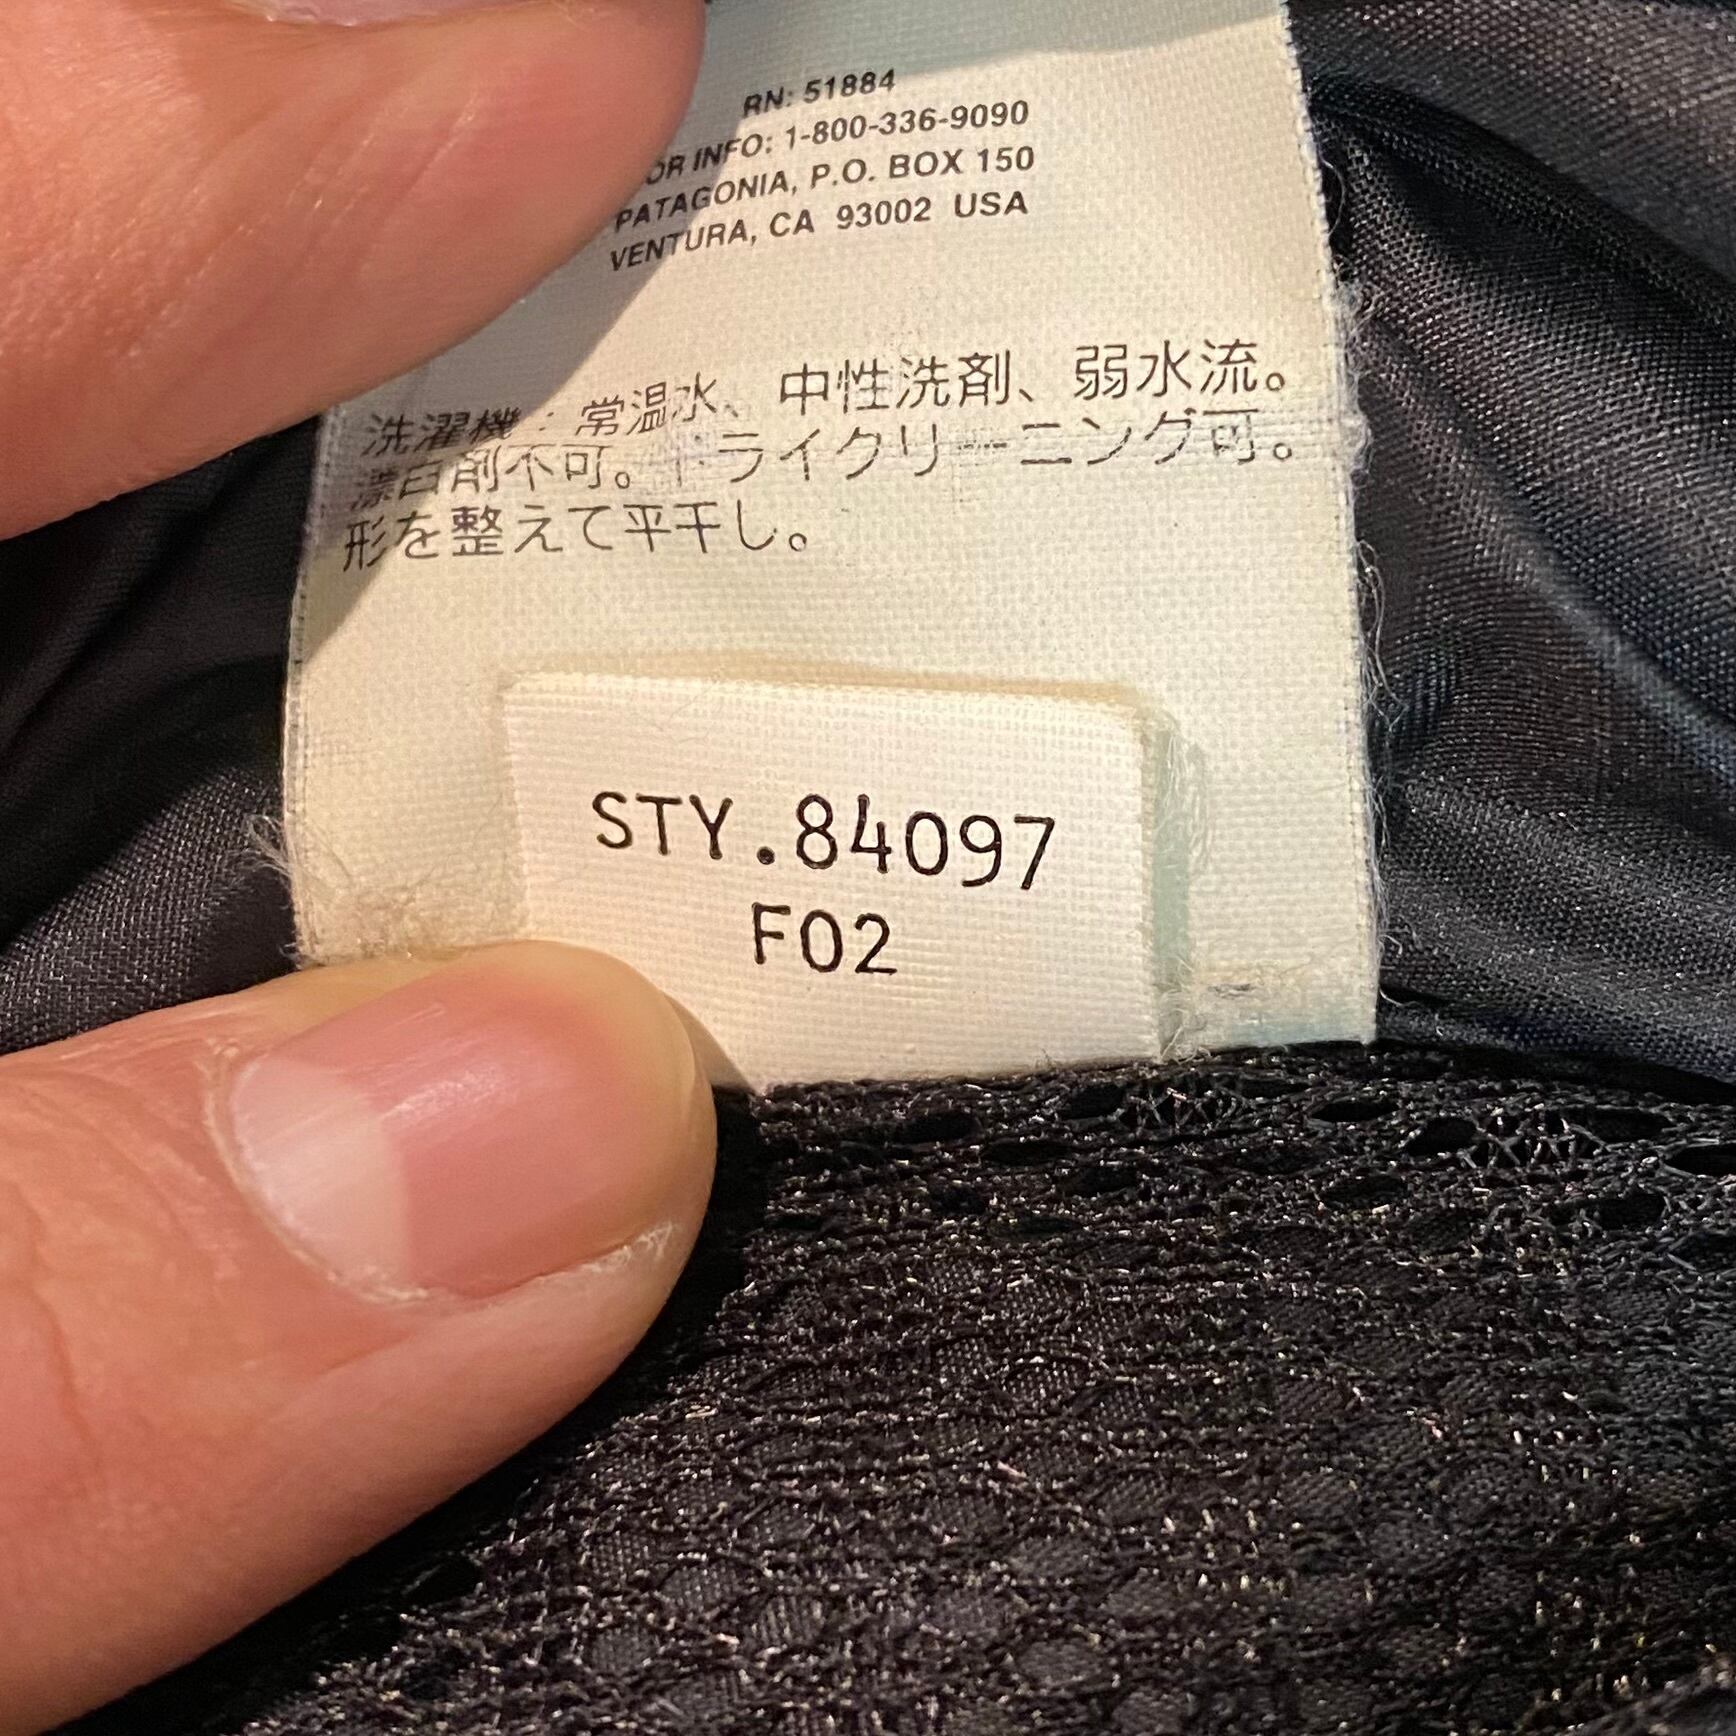 RN: 51884
OR INFO: 1-800-336-9090
PATAGONIA, P.O. BOX 150
VENTURA, CA 93002 USA
洗濯機:常温水、中性洗剤、弱水流。
漂白剤不可。ドライクリーニング可。
形を整えて平干し。
STY.84097
F02